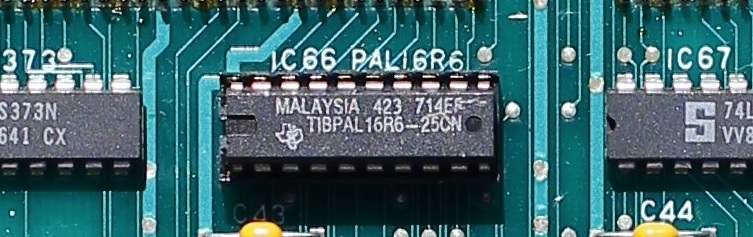 373
IC66 PAL16R6
IC67
S373N
641 CX
MALAYSIA 423 714EF
TIBPAL16R6-25CN
S 74L
VV8
C43
C44